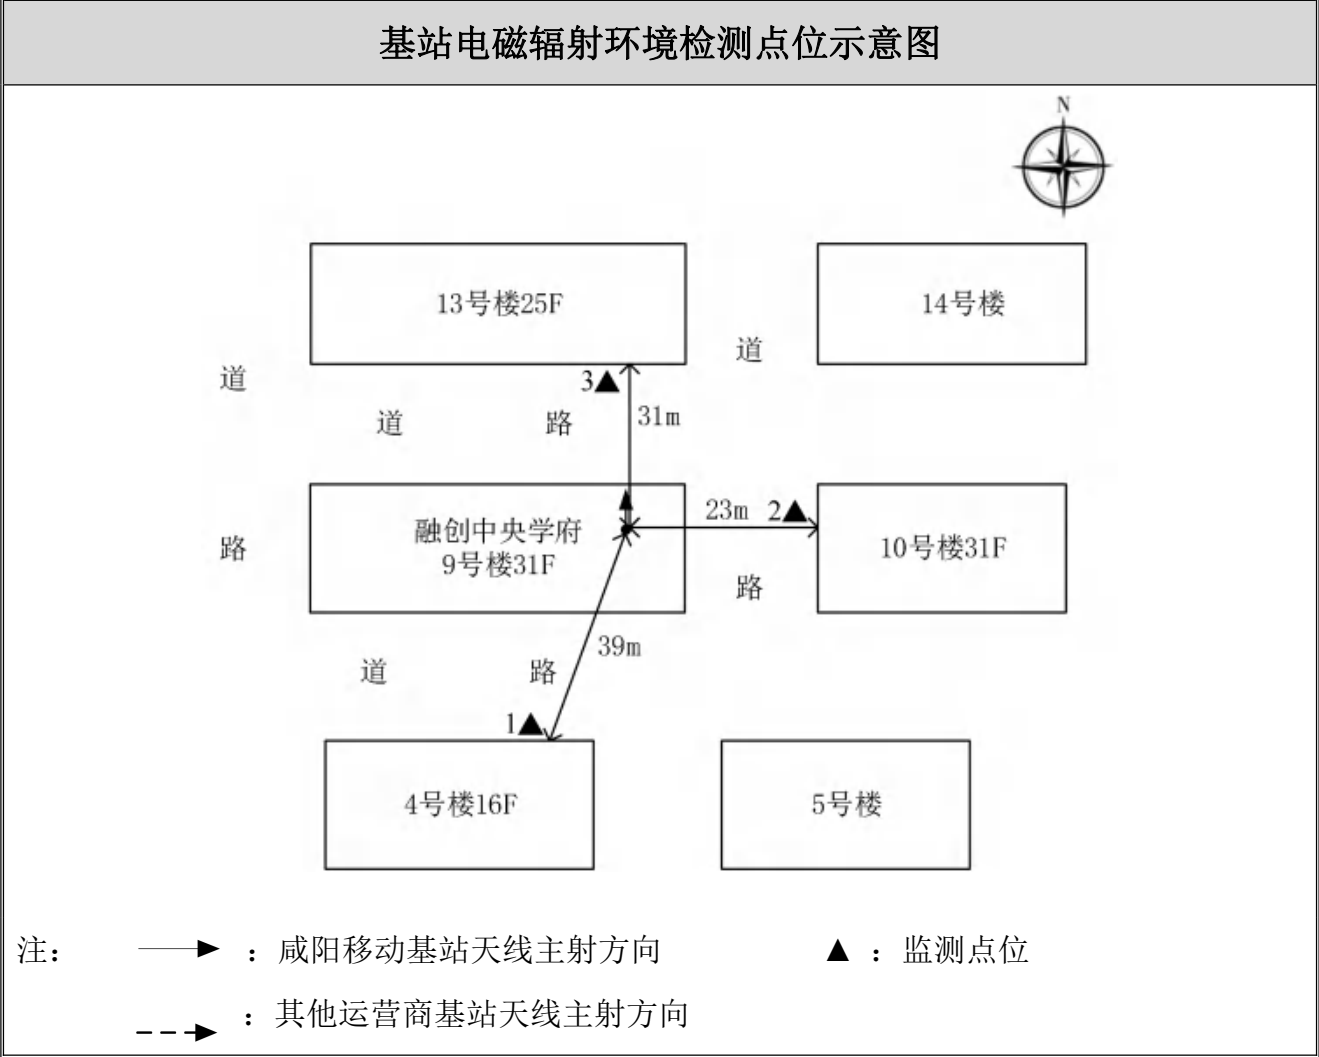 基站电磁辐射环境检测点位示意图
N
13号楼25F
14号楼
道
道
3▲
道
路
31m
融创中央学府
9号楼31F
23m
2▲
10号楼31F
路
路
39m
道
路
1▲
4号楼16F
5号楼
注：
：咸阳移动基站天线主射方向
▲：监测点位
：其他运营商基站天线主射方向